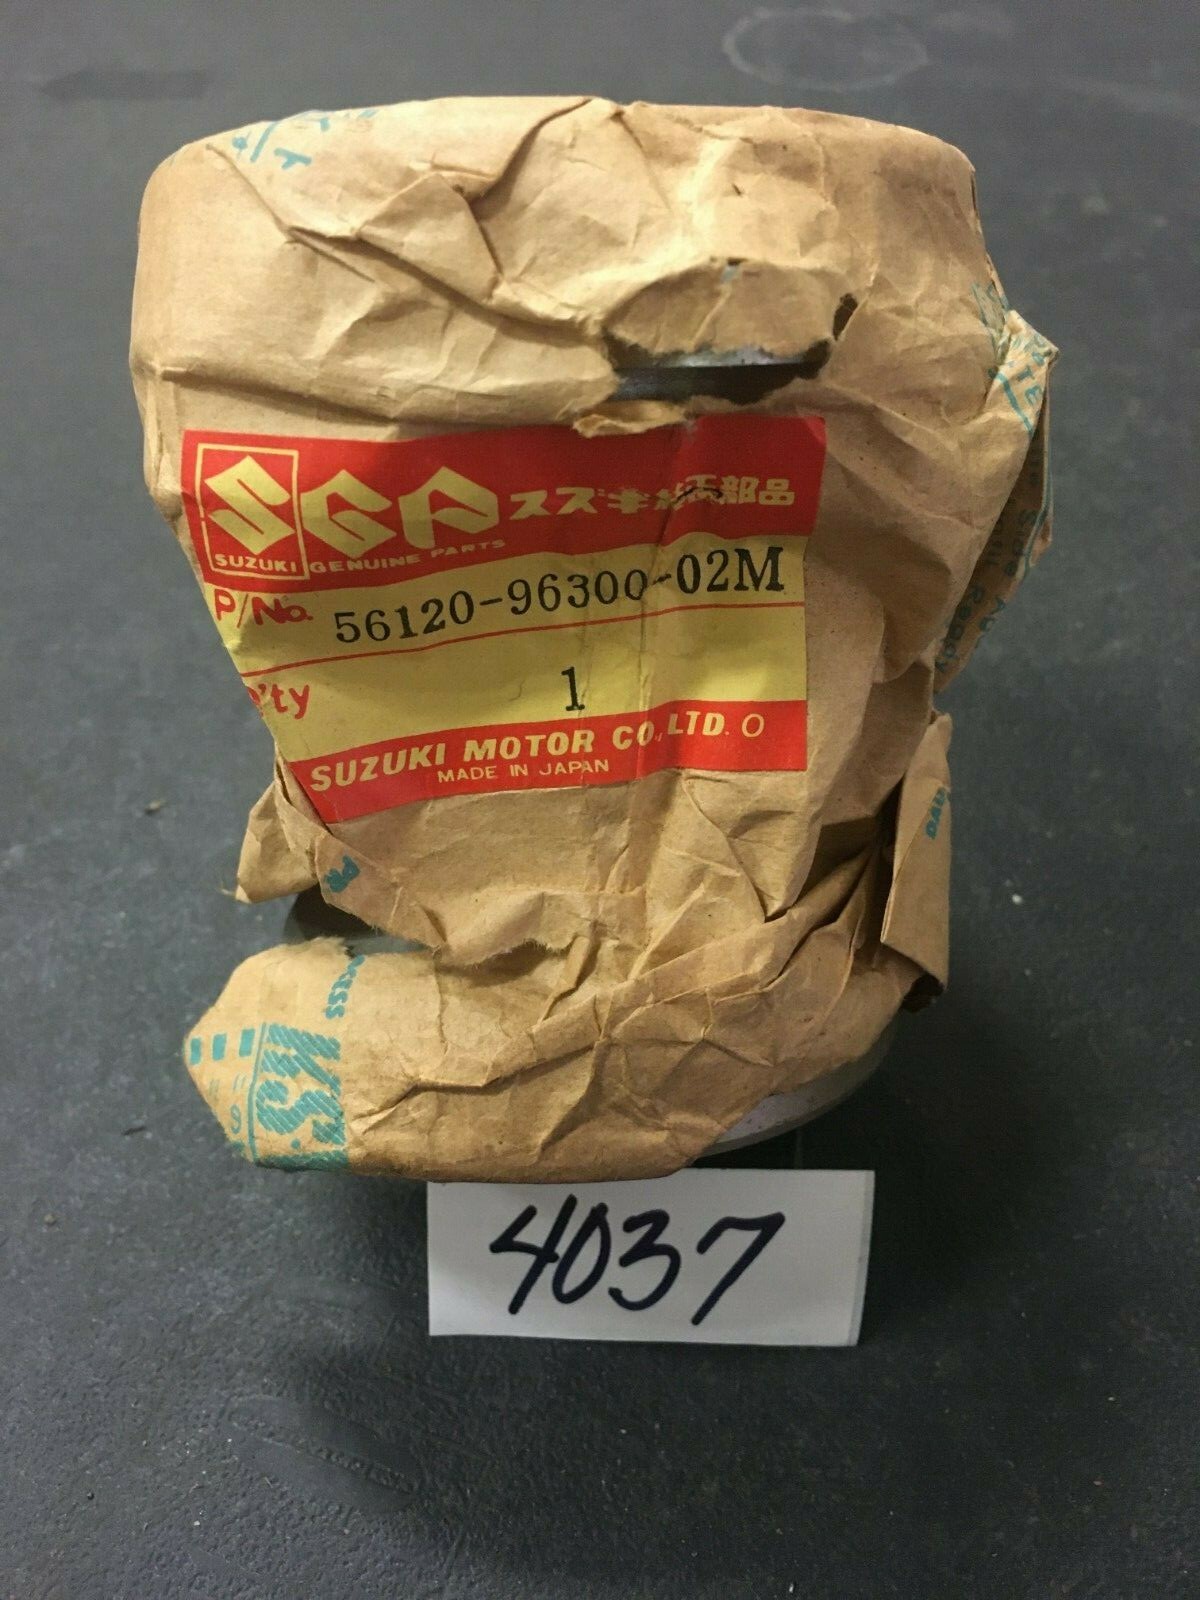 SGP スズキ純正部品
SUZUKI GENUINE PARTS
P/No. 56120-96300-02M
Q'ty 1
SUZUKI MOTOR CO.,LTD. O
MADE IN JAPAN
4037